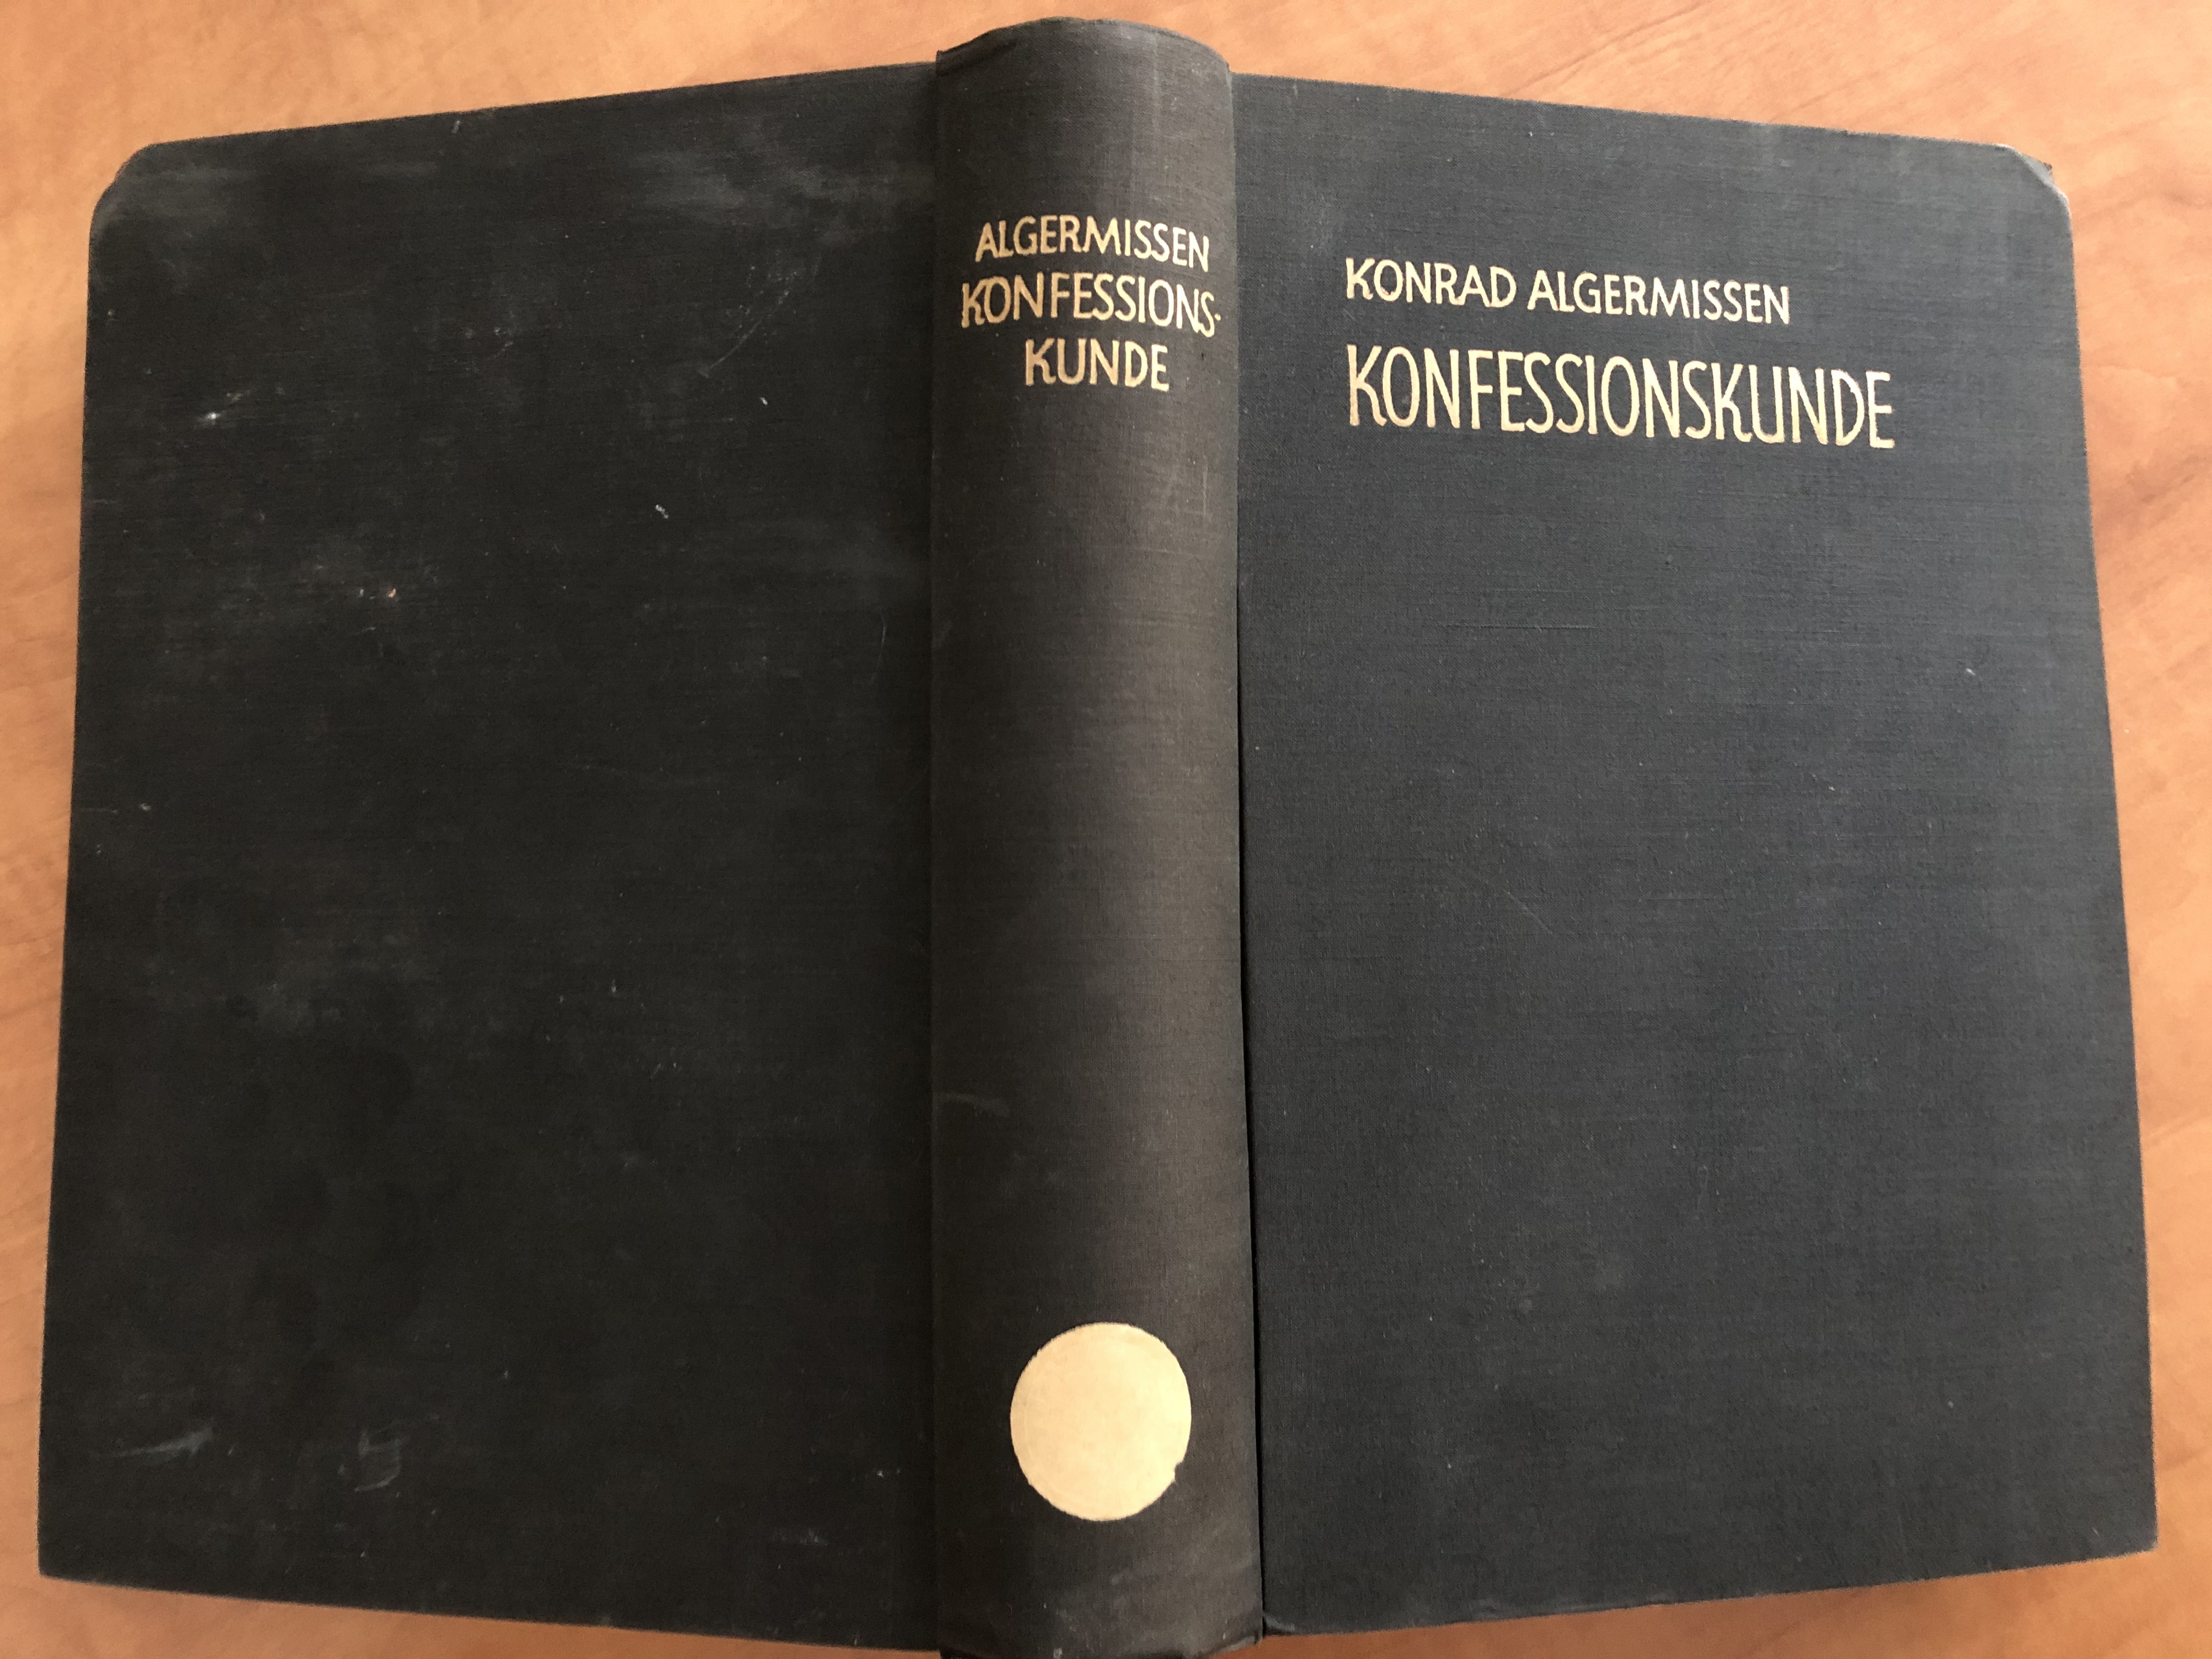 ALGERMISSEN
KONFESSIONS-
KUNDE
KONRAD ALGERMISSEN
KONFESSIONSKUNDE